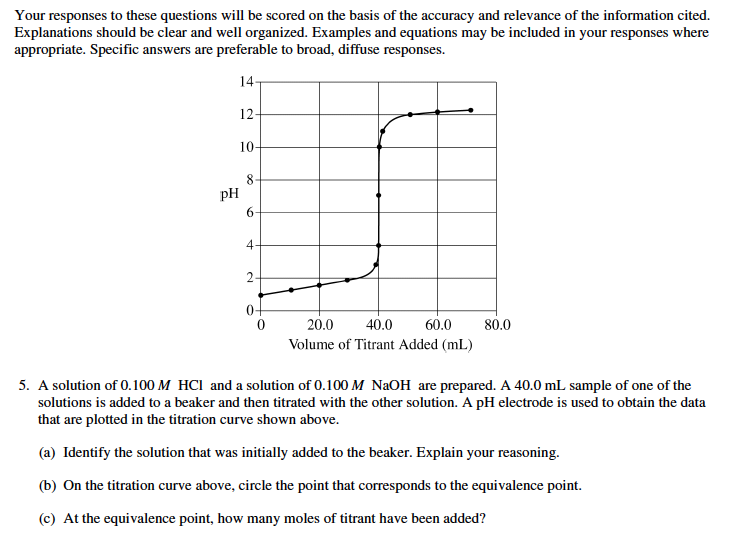 Your responses to these questions will be scored on the basis of the accuracy and relevance of the information cited.
Explanations should be clear and well organized. Examples and equations may be included in your responses where
appropriate. Specific answers are preferable to broad, diffuse responses.
14
12
10
8
pH
6
4
2
0
0 20.0 40.0 60.0 80.0
Volume of Titrant Added (mL)
5. A solution of 0.100 M HCl and a solution of 0.100 M NaOH are prepared. A 40.0 mL sample of one of the
solutions is added to a beaker and then titrated with the other solution. A pH electrode is used to obtain the data
that are plotted in the titration curve shown above.
(a) Identify the solution that was initially added to the beaker. Explain your reasoning.
(b) On the titration curve above, circle the point that corresponds to the equivalence point.
(c) At the equivalence point, how many moles of titrant have been added?